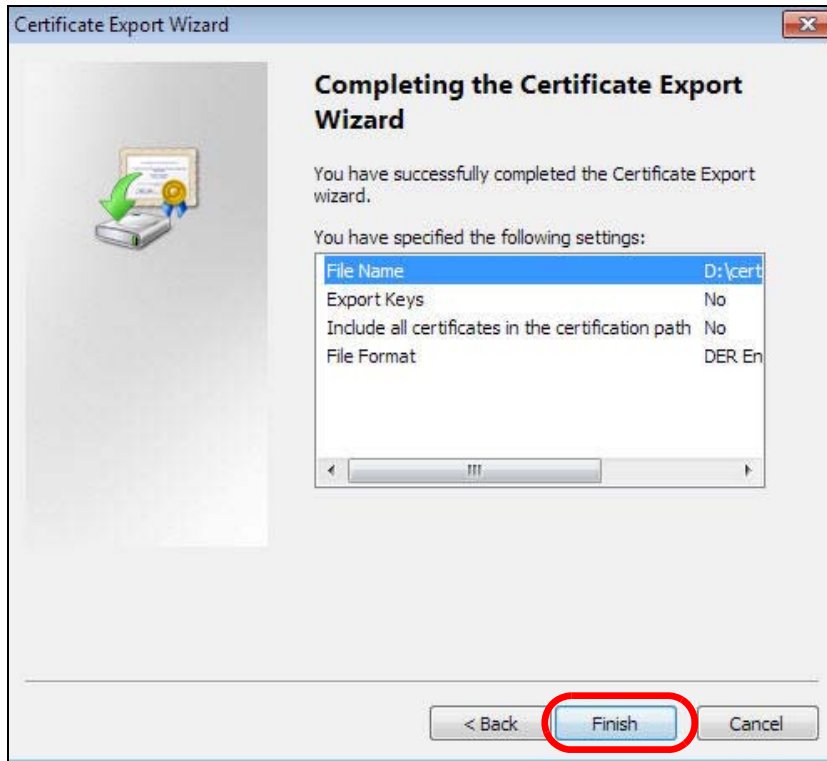 Certificate Export Wizard
Completing the Certificate Export
Wizard
You have successfully completed the Certificate Export
wizard.
You have specified the following settings:
File Name D:\cert
Export Keys No
Include all certificates in the certification path No
File Format DER En
< Back Finish Cancel